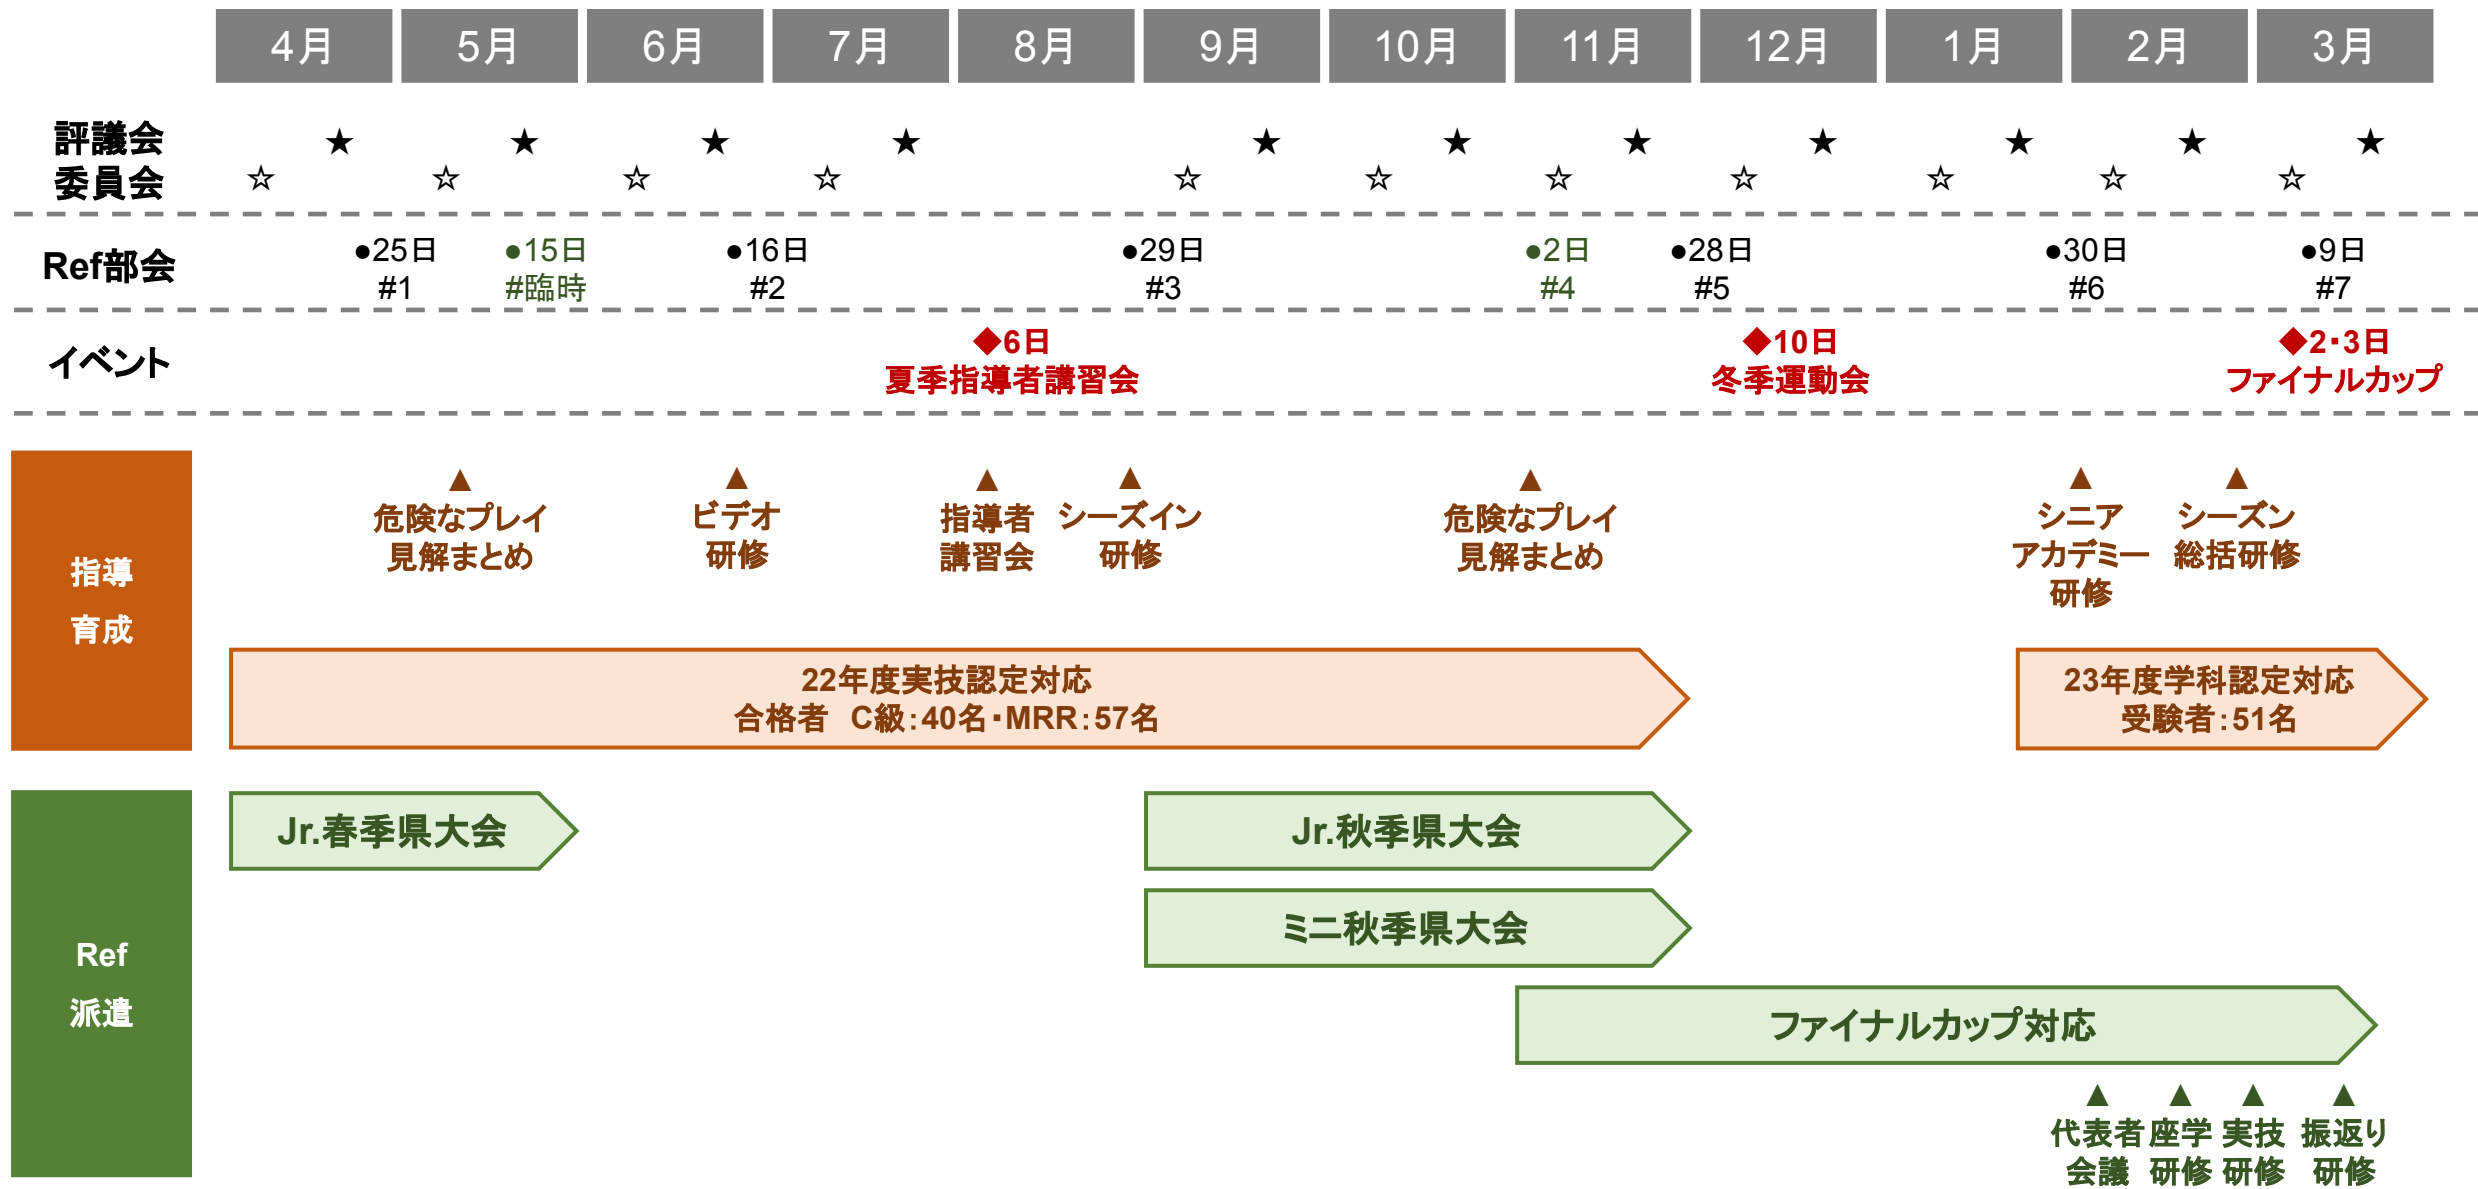 4月 5月 6月 7月 8月 9月 10月 11月 12月 1月 2月 3月
評議会 ★ ★ ★ ★ ★ ★ ★ ★ ★ ★ ★
委員会 ☆ ☆ ☆ ☆ ☆ ☆ ☆ ☆ ☆ ☆ ☆
Ref部会
●25日
#1
●15日
#臨時
●16日
#2
●29日
#3
●2日
#4
●28日
#5
●30日
#6
●9日
#7
イベント
◆6日
夏季指導者講習会
◆10日
冬季運動会
◆2・3日
ファイナルカップ
指導
育成
▲
危険なプレイ
見解まとめ
▲
ビデオ
研修
▲
指導者
講習会
▲
シーズイン
研修
▲
危険なプレイ
見解まとめ
▲
シニア
アカデミー
研修
▲
シーズン
総括研修
22年度実技認定対応
合格者　C級：40名・MRR：57名
23年度学科認定対応
受験者：51名
Ref
派遣
Jr.春季県大会
Jr.秋季県大会
ミニ秋季県大会
ファイナルカップ対応
▲
代表者
会議
▲
座学
研修
▲
実技
研修
▲
振返り
研修